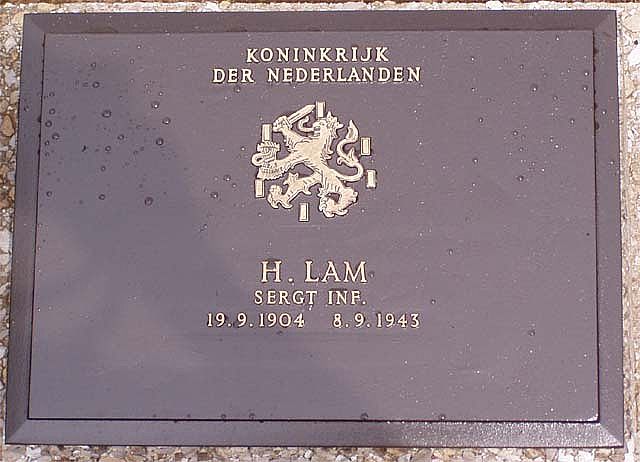 KONINKRIJK
DER NEDERLANDEN
H. LAM
SERGT INF.
19.9.1904 8.9.1943